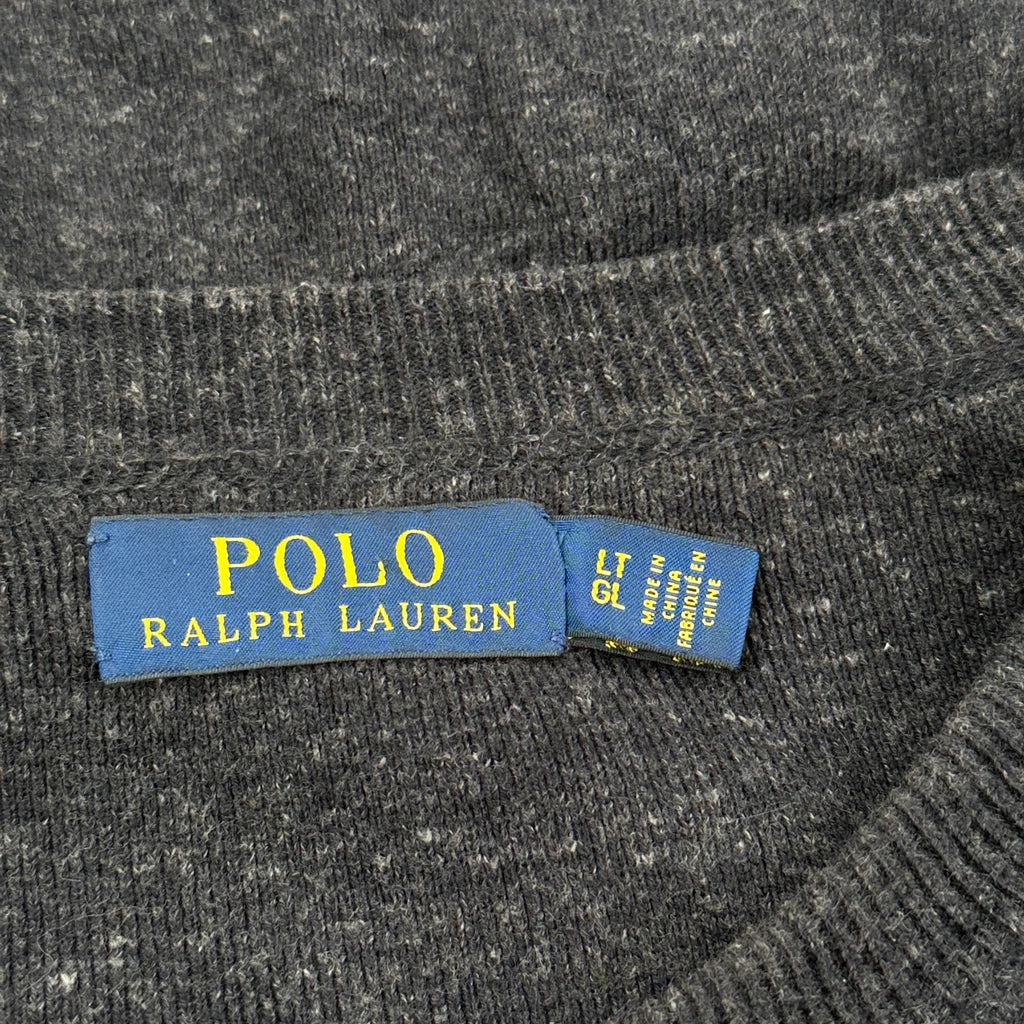 POLO
RALPH LAUREN
LT
GL
MADE IN
CHINA
FABRIQUÉ EN
CHINE